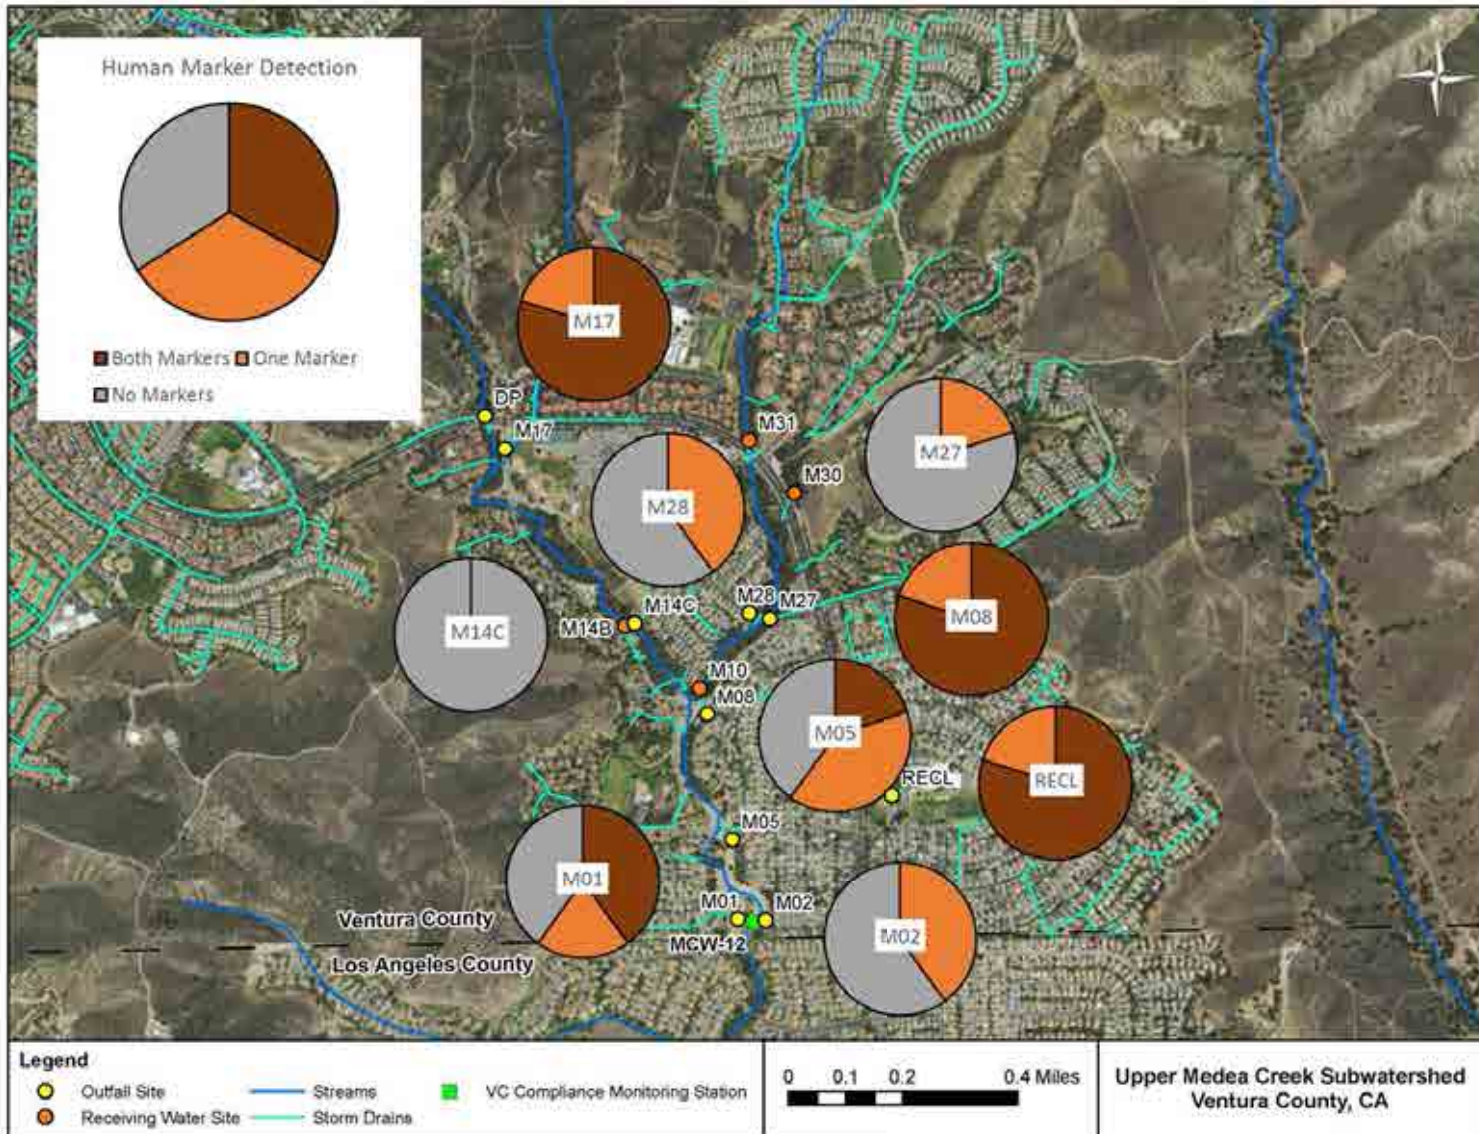 Human Marker Detection
Both Markers One Marker
No Markers
M17
DP
M17
M31
M27
M30
M28
M14C
M28
M27
M08
M14C
M14B
M10
M08
M05
RECL
RECL
M05
M01
M01
M02
M02
MCW-12
Ventura County
Los Angeles County
Legend
Outfall Site
Streams
VC Compliance Monitoring Station
Receiving Water Site
Storm Drains
0 0.1 0.2 0.4 Miles
Upper Medea Creek Subwatershed
Ventura County, CA